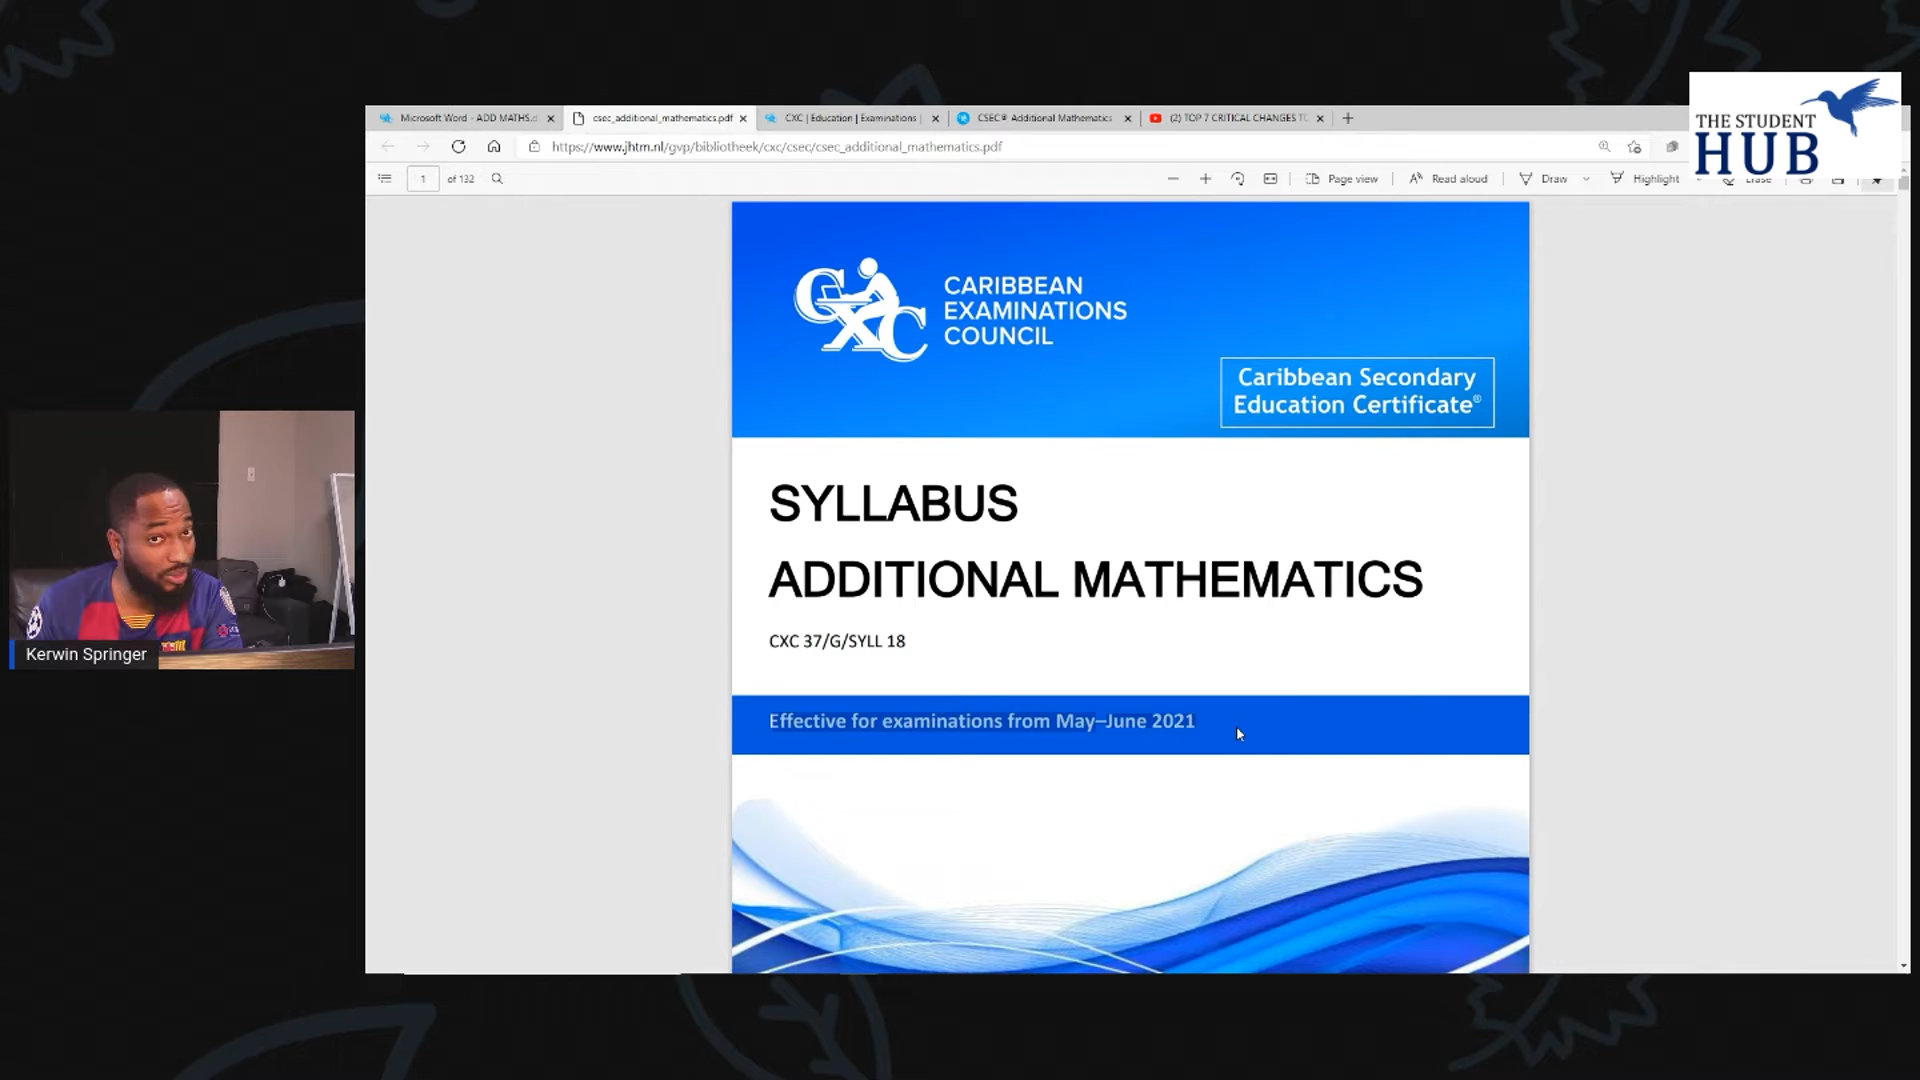 THE STUDENT
HUB
Microsoft Word - ADD MATHS.d
csec_additional_mathematics.pdf
CXC | Education | Examinations |
CSEC® Additional Mathematics
(2) TOP 7 CRITICAL CHANGES T
https://www.jhtm.nl/gvp/bibliotheek/cxc/csec/csec_additional_mathematics.pdf
1 of 132
Page view
Read aloud
Draw
Highlight
Erase
CXC
CARIBBEAN
EXAMINATIONS
COUNCIL
Caribbean Secondary
Education Certificate®
SYLLABUS
ADDITIONAL MATHEMATICS
CXC 37/G/SYLL 18
Effective for examinations from May–June 2021
Kerwin Springer